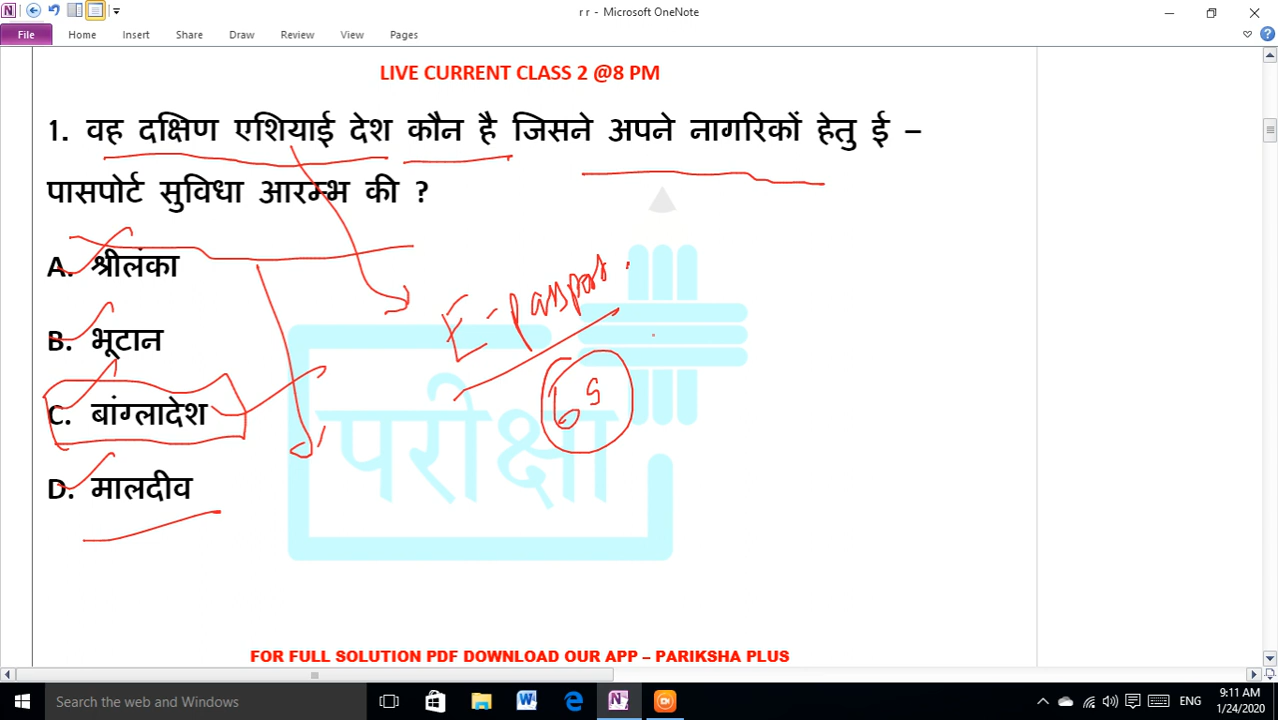 r r - Microsoft OneNote
File Home Insert Share Draw Review View Pages
LIVE CURRENT CLASS 2 @8 PM
1. वह दक्षिण एशियाई देश कौन है जिसने अपने नागरिकों हेतु ई –
पासपोर्ट सुविधा आरम्भ की ?
A. श्रीलंका
B. भूटान
E - Passport
C. बांग्लादेश
परीक्षा
D. मालदीव
FOR FULL SOLUTION PDF DOWNLOAD OUR APP – PARIKSHA PLUS
Search the web and Windows
ENG
9:11 AM
1/24/2020